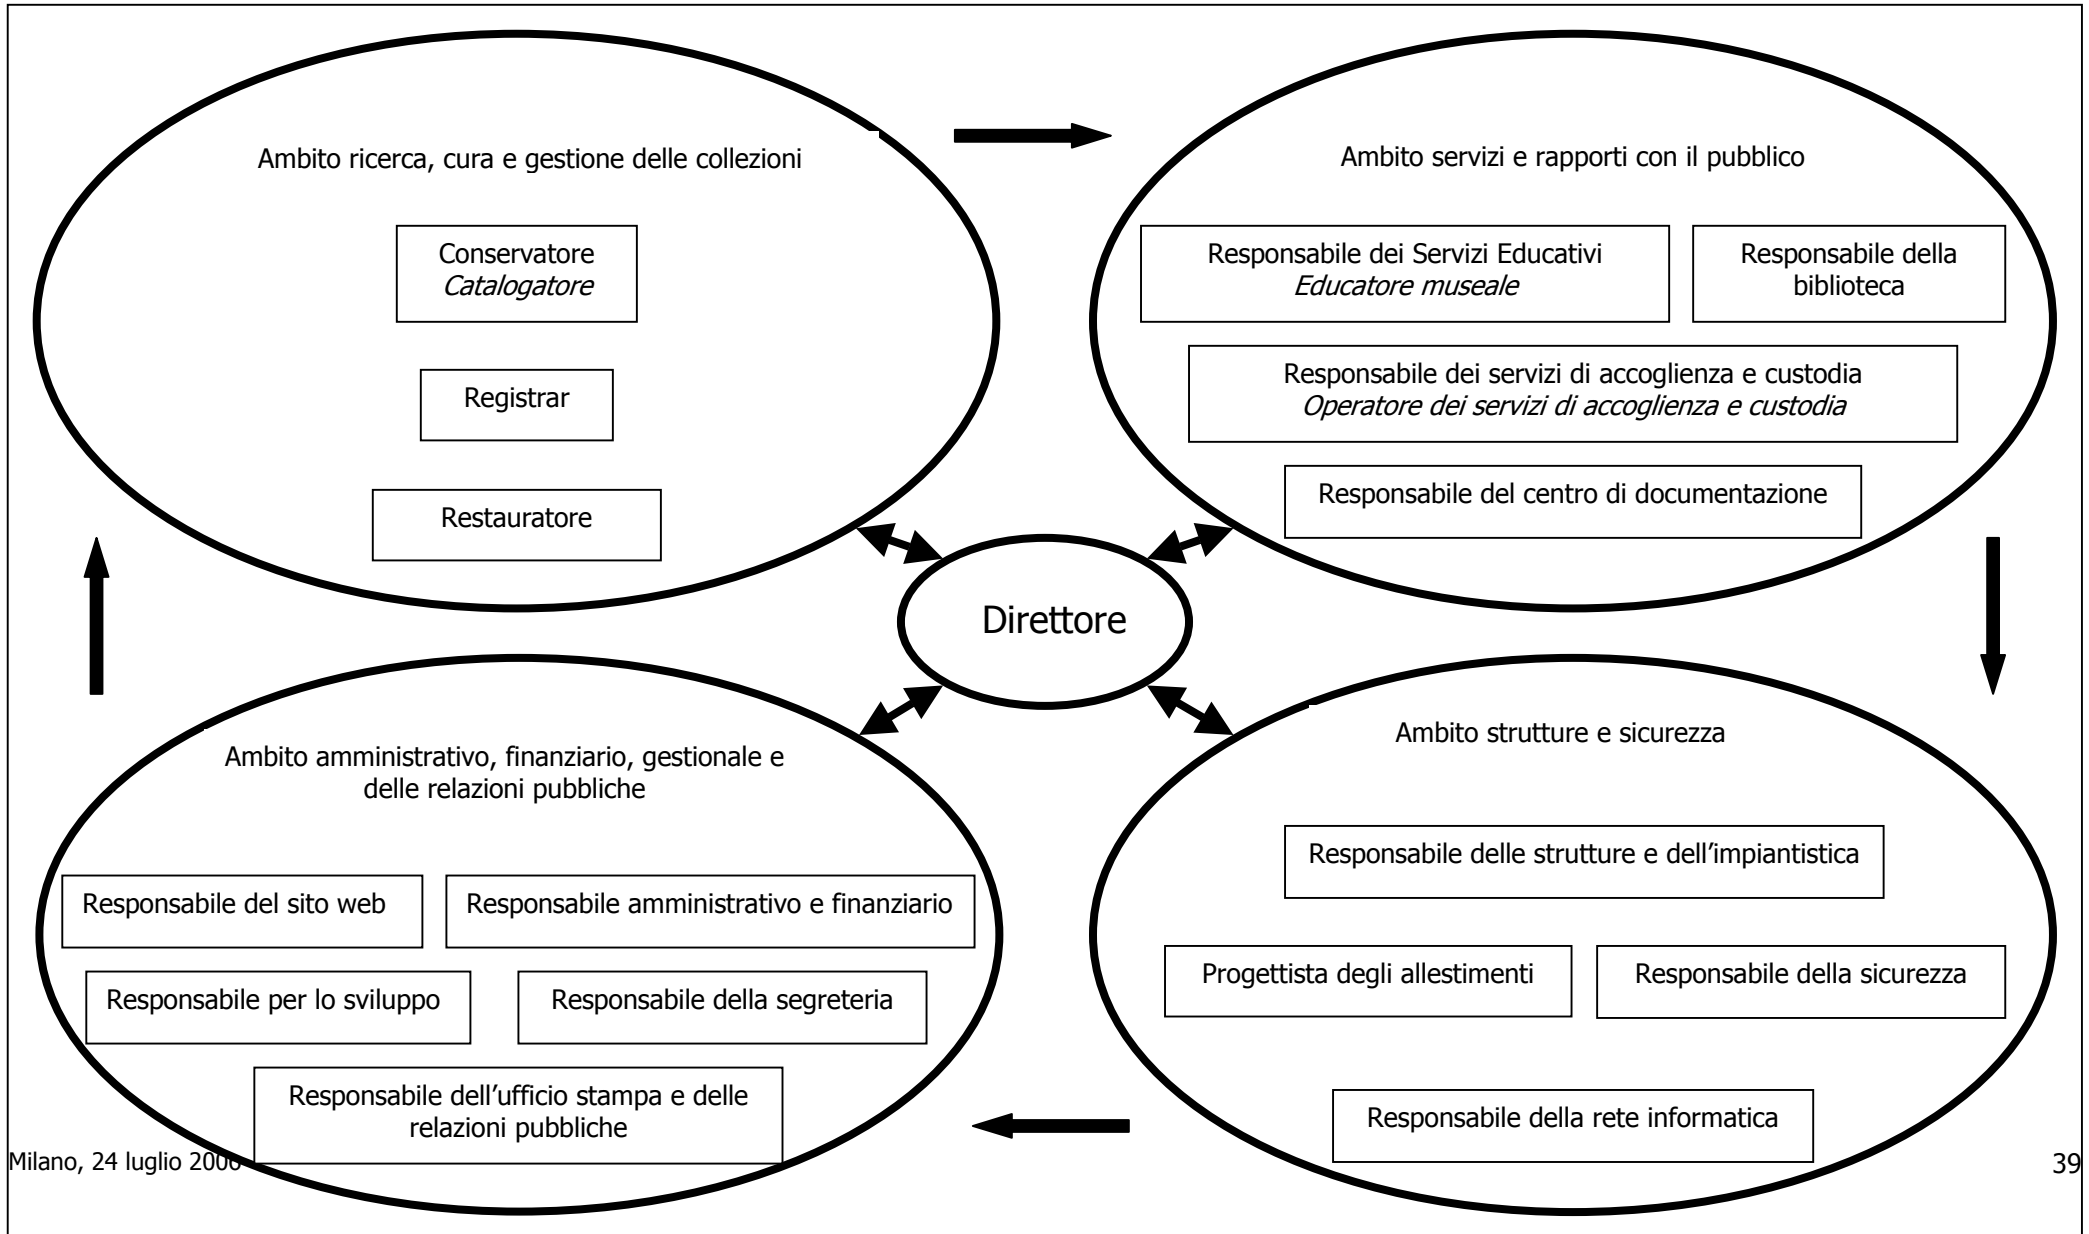 Ambito ricerca, cura e gestione delle collezioni
Conservatore
Catalogatore
Registrar
Restauratore
Ambito servizi e rapporti con il pubblico
Responsabile dei Servizi Educativi
Educatore museale
Responsabile della
biblioteca
Responsabile dei servizi di accoglienza e custodia
Operatore dei servizi di accoglienza e custodia
Responsabile del centro di documentazione
Direttore
Ambito amministrativo, finanziario, gestionale e
delle relazioni pubbliche
Responsabile del sito web
Responsabile amministrativo e finanziario
Responsabile per lo sviluppo
Responsabile della segreteria
Responsabile dell’ufficio stampa e delle
relazioni pubbliche
Ambito strutture e sicurezza
Responsabile delle strutture e dell’impiantistica
Progettista degli allestimenti
Responsabile della sicurezza
Responsabile della rete informatica
Milano, 24 luglio 2006
39